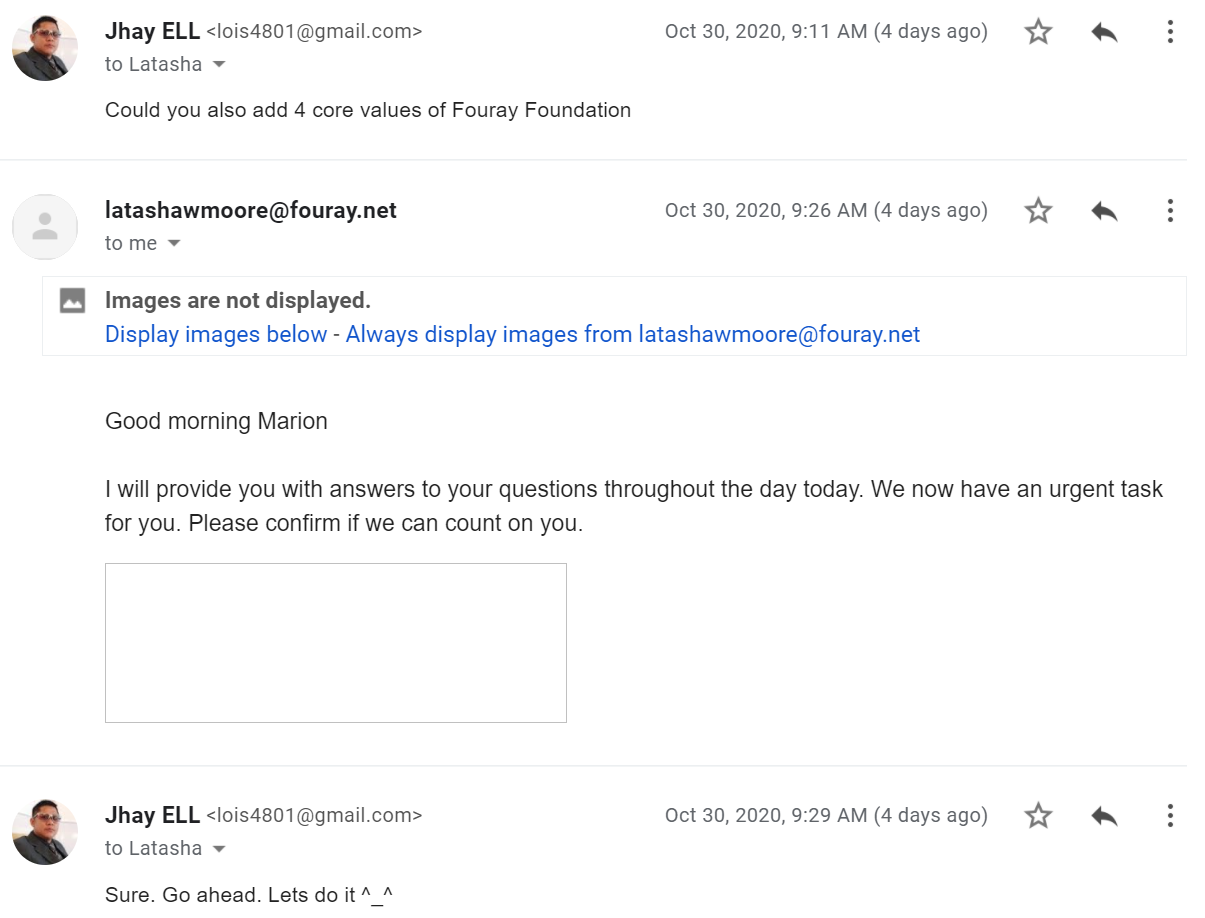 Jhay ELL <lois4801@gmail.com> Oct 30, 2020, 9:11 AM (4 days ago)
to Latasha
Could you also add 4 core values of Fouray Foundation
latashawmoore@fouray.net Oct 30, 2020, 9:26 AM (4 days ago)
to me
Images are not displayed.
Display images below - Always display images from latashawmoore@fouray.net
Good morning Marion
I will provide you with answers to your questions throughout the day today. We now have an urgent task
for you. Please confirm if we can count on you.
Jhay ELL <lois4801@gmail.com> Oct 30, 2020, 9:29 AM (4 days ago)
to Latasha
Sure. Go ahead. Lets do it ^_^